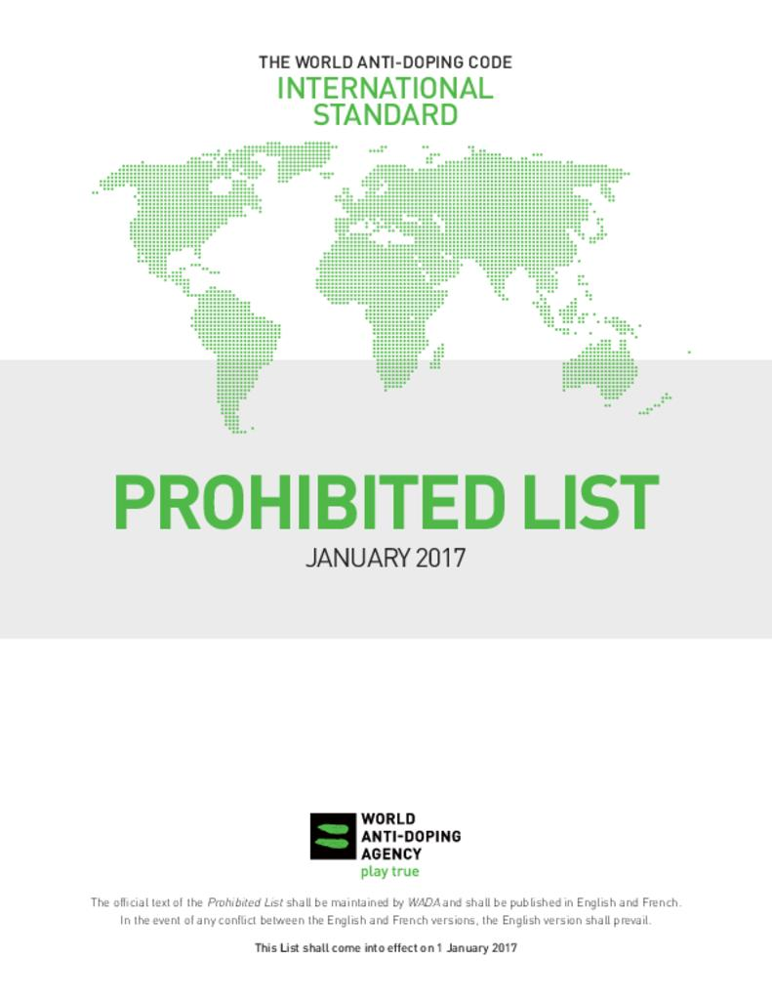 THE WORLD ANTI-DOPING CODE
INTERNATIONAL
STANDARD
PROHIBITED LIST
JANUARY 2017
WORLD
ANTI-DOPING
AGENCY
play true
The official text of the Prohibited List shall be maintained by WADA and shall be published in English and French.
In the event of any conflict between the English and French versions, the English version shall prevail.
This List shall come into effect on 1 January 2017